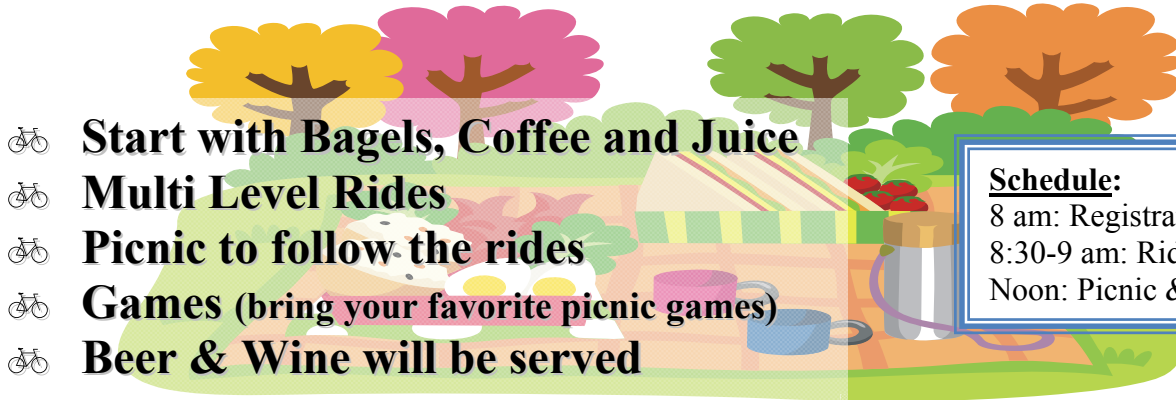 Start with Bagels, Coffee and Juice
Multi Level Rides
Picnic to follow the rides
Games (bring your favorite picnic games)
Beer & Wine will be served
Schedule:
8 am:
8:30-9 am:
Noon: Picnic &